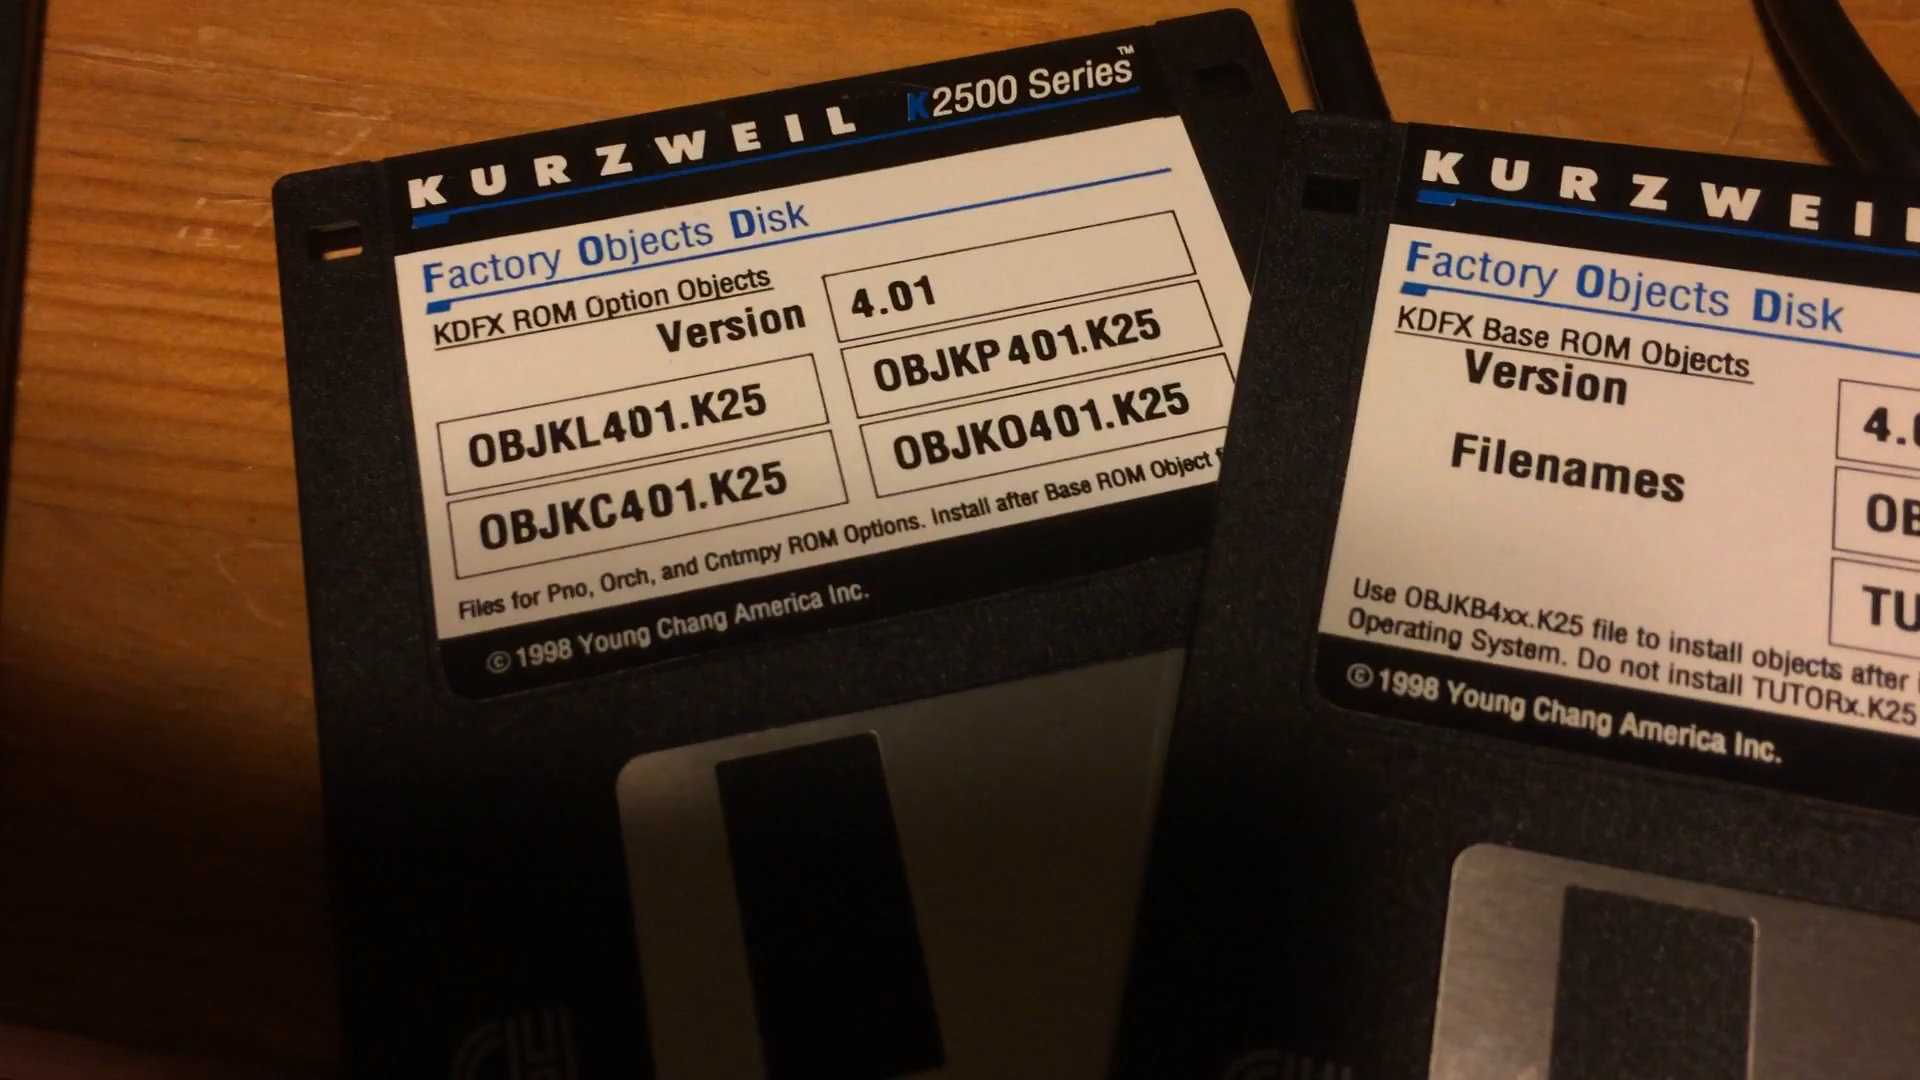 KURZWEIL K2500 Series™
Factory Objects Disk
KDFX ROM Option Objects
Version 4.01
OBJKL401.K25 OBJKP401.K25
OBJKC401.K25 OBJKO401.K25
Files for Pno, Orch, and Cntmpy ROM Options. Install after Base ROM Object
© 1998 Young Chang America Inc.
KURZWEI
Factory Objects Disk
KDFX Base ROM Objects
Version 4.
Filenames OB
TU
Use OBJKB4xx.K25 file to install objects after
Operating System. Do not install TUTORx.K25
© 1998 Young Chang America Inc.